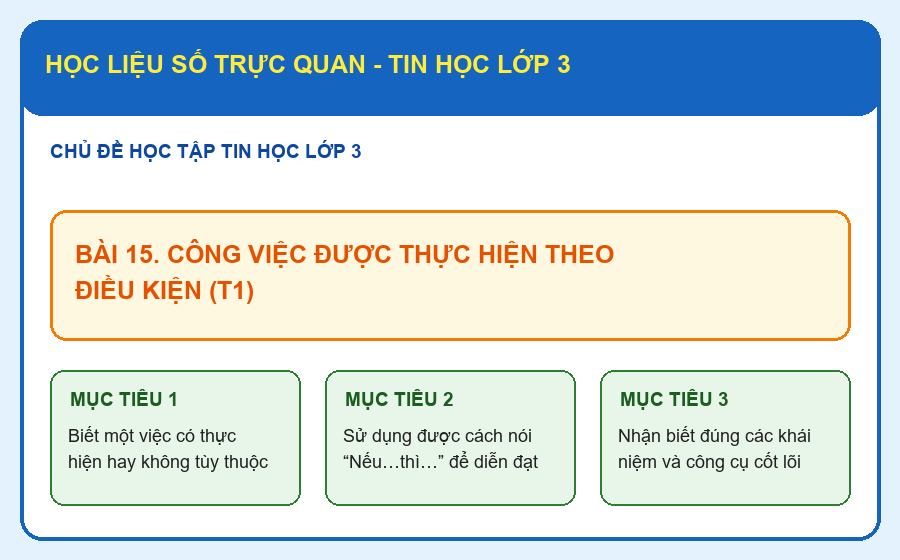 HỌC LIỆU SỐ TRỰC QUAN - TIN HỌC LỚP 3
CHỦ ĐỀ HỌC TẬP TIN HỌC LỚP 3
BÀI 15. CÔNG VIỆC ĐƯỢC THỰC HIỆN THEO
ĐIỀU KIỆN (T1)
MỤC TIÊU 1
Biết một việc có thực
hiện hay không tùy thuộc
MỤC TIÊU 2
Sử dụng được cách nói
“Nếu…thì…” để diễn đạt
MỤC TIÊU 3
Nhận biết đúng các khái
niệm và công cụ cốt lõi